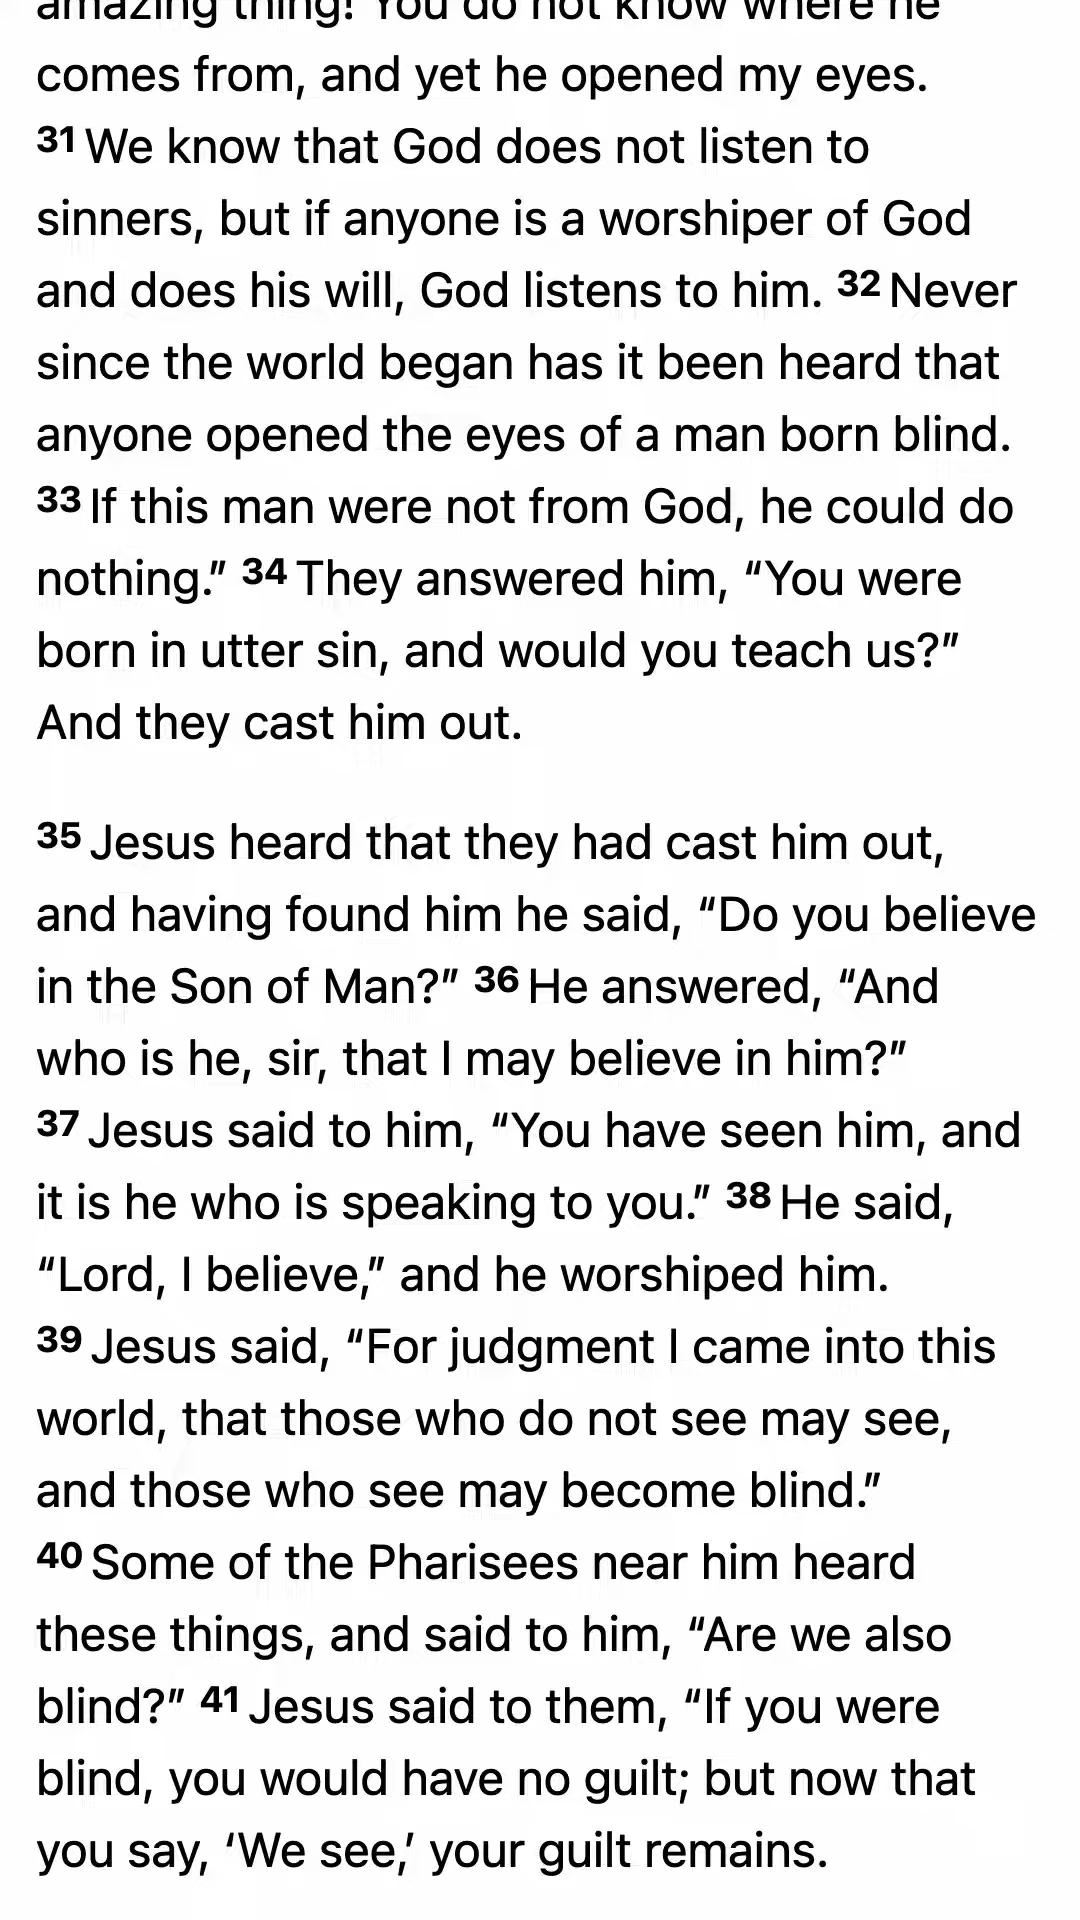 amazing thing! You do not know where he
comes from, and yet he opened my eyes.
31 We know that God does not listen to
sinners, but if anyone is a worshiper of God
and does his will, God listens to him. 32 Never
since the world began has it been heard that
anyone opened the eyes of a man born blind.
33 If this man were not from God, he could do
nothing.” 34 They answered him, “You were
born in utter sin, and would you teach us?”
And they cast him out.
35 Jesus heard that they had cast him out,
and having found him he said, “Do you believe
in the Son of Man?” 36 He answered, “And
who is he, sir, that I may believe in him?”
37 Jesus said to him, “You have seen him, and
it is he who is speaking to you.” 38 He said,
“Lord, I believe,” and he worshiped him.
39 Jesus said, “For judgment I came into this
world, that those who do not see may see,
and those who see may become blind.”
40 Some of the Pharisees near him heard
these things, and said to him, “Are we also
blind?” 41 Jesus said to them, “If you were
blind, you would have no guilt; but now that
you say, ‘We see,’ your guilt remains.